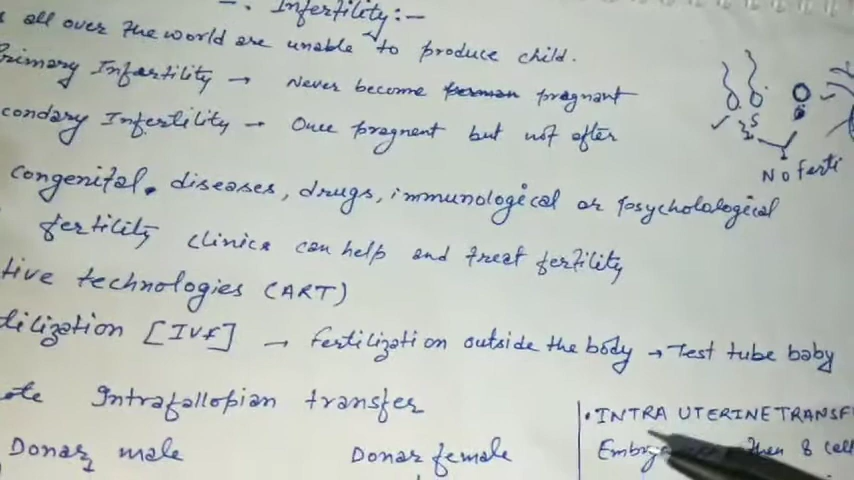 -: Infertility:-
all over the world are unable to produce child.
Primary Infertility → Never become pregnant
condary Infertility → Once pragnent but not after
No Ferti
congenital, diseases, drugs, immunological or psycholological
fertility clinics can help and treat fertility
tive technologies (ART)
tilization [IVF] → fertilization outside the body → Test tube baby
ote Intrafallopian transfer
• INTRA UTERINE TRANSF
Donar male Donar female
8 cell